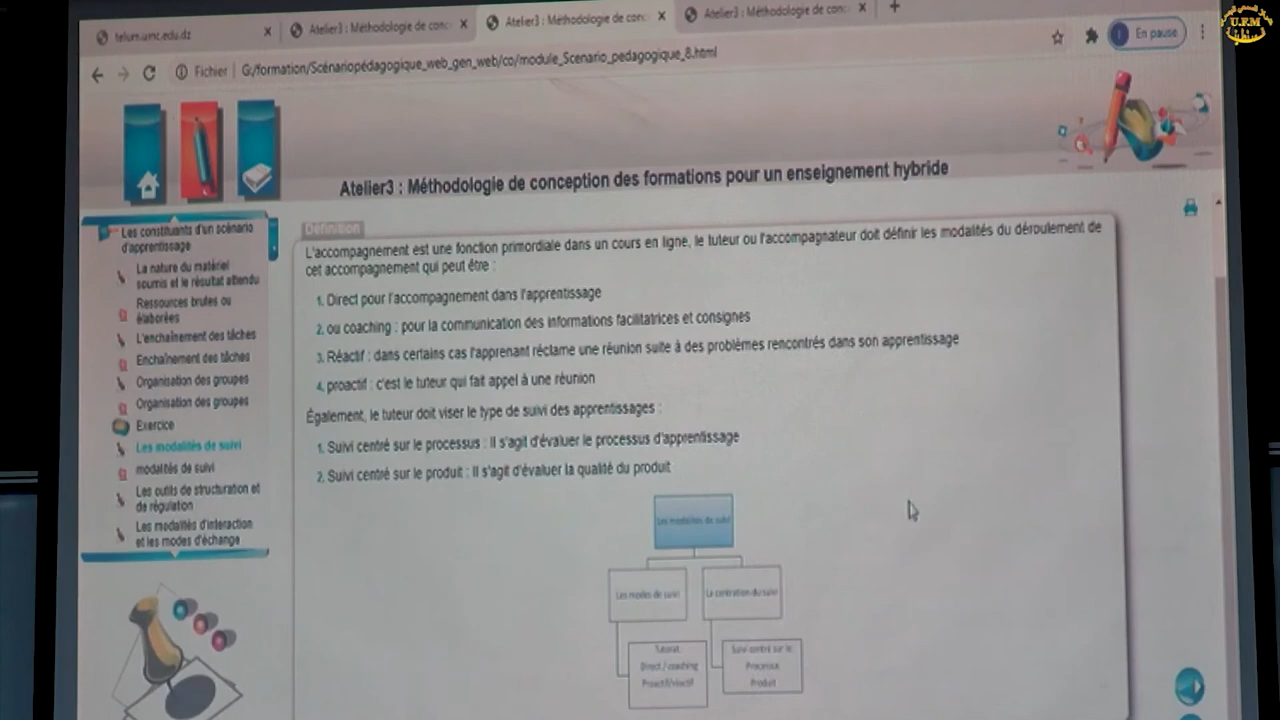 telum.umc.edu.dz
Atelier3 : Méthodologie de conc
Atelier3 : Méthodologie de conc
Atelier3 : Méthodologie de conc
En pause
Fichier | G:/formation/Scénariopédagogique_web_gen_web/co/module_Scenario_pedagogique_8.html
U.F.M
Atelier3 : Méthodologie de conception des formations pour un enseignement hybride
Les constituants d'un scénario
d'apprentissage
La nature du matériel
soumis et le résultat attendu
Ressources brutes ou
élaborées
L'enchaînement des tâches
Enchaînement des tâches
Organisation des groupes
Organisation des groupes
Exercice
Les modalités de suivi
modalités de suivi
Les outils de structuration et
de régulation
Les modalités d'interaction
et les modes d'échange
Définition
L'accompagnement est une fonction primordiale dans un cours en ligne, le tuteur ou l'accompagnateur doit définir les modalités du déroulement de
cet accompagnement qui peut être :
1. Direct pour l'accompagnement dans l'apprentissage
2. ou coaching : pour la communication des informations facilitatrices et consignes
3. Réactif : dans certains cas l'apprenant réclame une réunion suite à des problèmes rencontrés dans son apprentissage
4. proactif : c'est le tuteur qui fait appel à une réunion
Également, le tuteur doit viser le type de suivi des apprentissages :
1. Suivi centré sur le processus : Il s'agit d'évaluer le processus d'apprentissage
2. Suivi centré sur le produit : Il s'agit d'évaluer la qualité du produit
Les modalités de suivi
Les modes de suivi
La centration du suivi
Tutorat
Direct / coaching
Proactif/réactif
Suivi centré sur le:
Processus
Produit